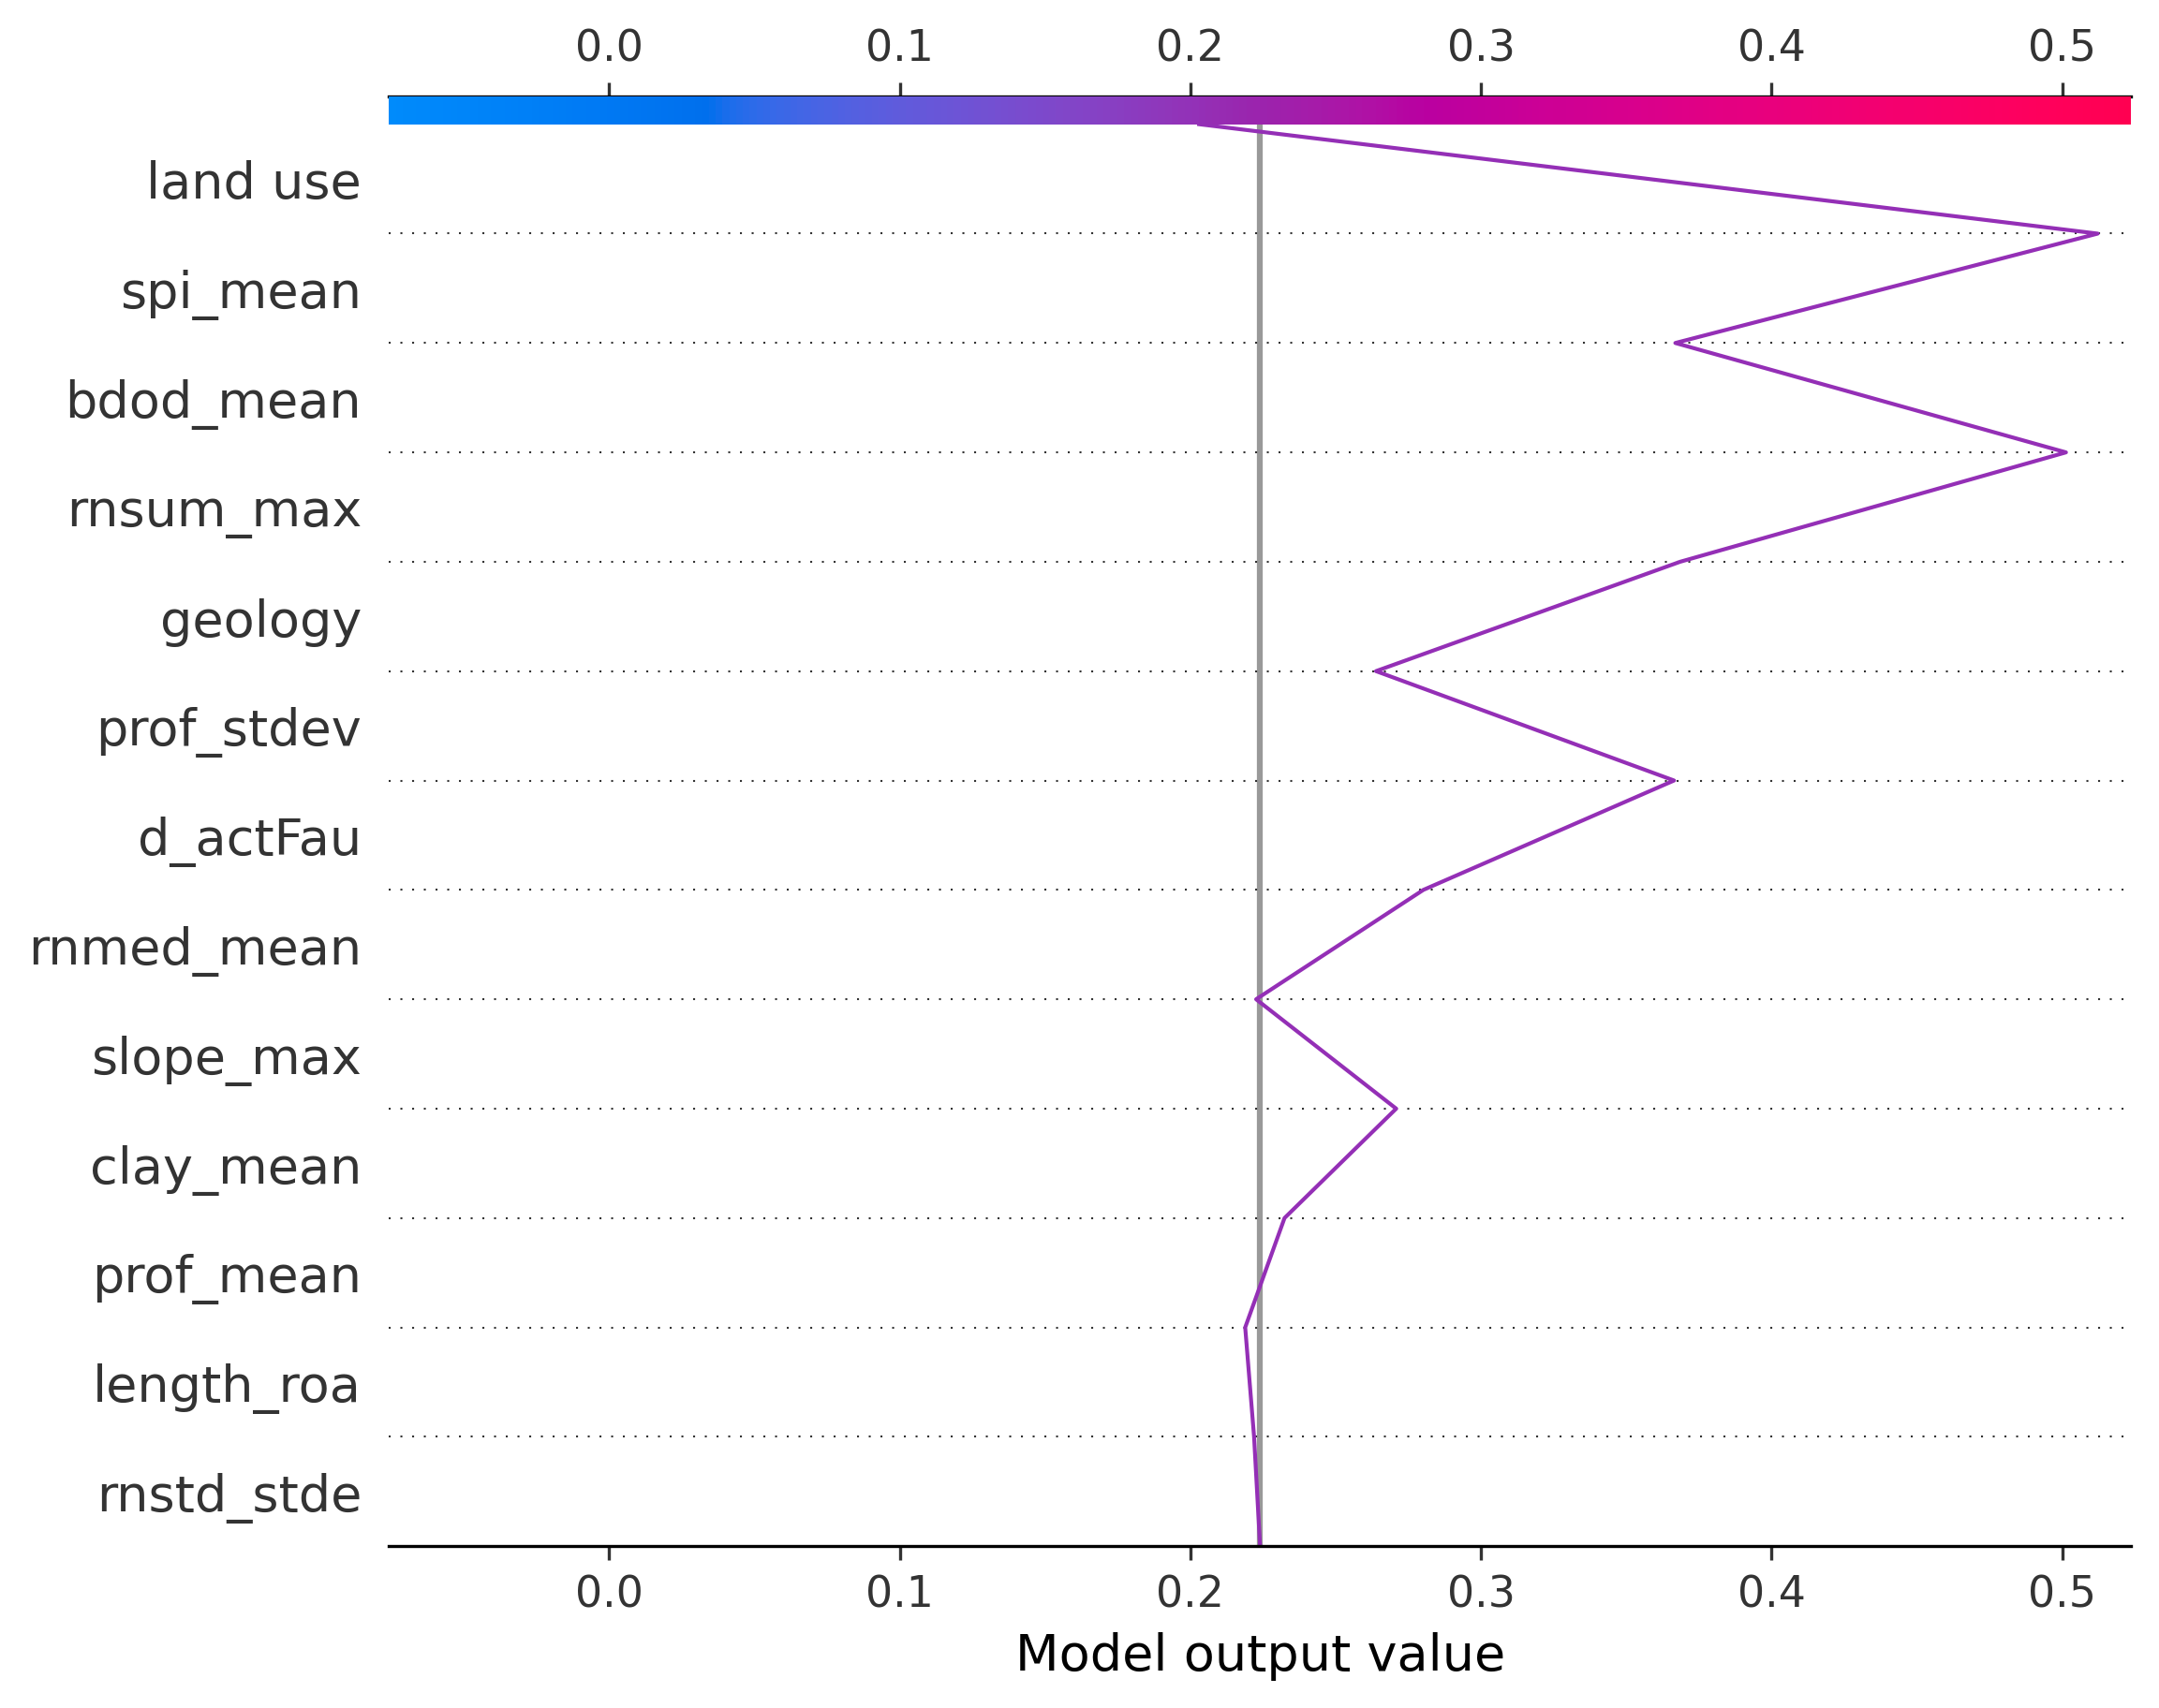 0.0 0.1 0.2 0.3 0.4 0.5
land use
spi_mean
bdod_mean
rnsum_max
geology
prof_stdev
d_actFau
rnmed_mean
slope_max
clay_mean
prof_mean
length_roa
rnstd_stde
0.0 0.1 0.2 0.3 0.4 0.5
Model output value